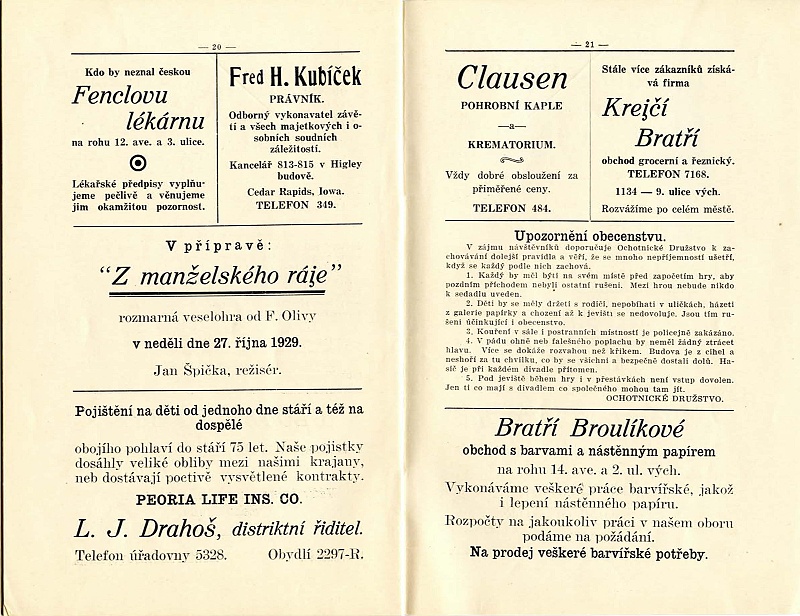 — 20 —
Kdo by neznal českou
Fenclovu
lékárnu
na rohu 12. ave. a 3. ulice.
Lékařské předpisy vyplňu-
jeme pečlivě a věnujeme
jim okamžitou pozornost.
Fred H. Kubíček
PRÁVNÍK.
Odborný vykonavatel závě-
tí a všech majetkových i o-
sobních soudních
záležitostí.
Kancelář 813-815 v Higley
budově.
Cedar Rapids, Iowa.
TELEFON 349.
V přípravě:
“Z manželského ráje”
rozmarná veselohra od F. Olivy
v neděli dne 27. října 1929.
Jan Špička, režisér.
Pojištění na děti od jednoho dne stáří a též na
dospělé
obojího pohlaví do stáří 75 let. Naše pojistky
dosáhly veliké obliby mezi našimi krajany,
neb dostávají poctivě vysvětlené kontrakty.
PEORIA LIFE INS. CO.
L. J. Drahoš, distriktní řiditel.
Telefon úřadovny 5328. Obydlí 2297-R.
— 21 —
Clausen
POHROBNÍ KAPLE
—a—
KREMATORIUM.
Vždy dobré obsloužení za
přiměřené ceny.
TELEFON 484.
Stále více zákazníků získá-
vá firma
Krejčí
Bratří
obchod grocerní a řeznický.
TELEFON 7168.
1134 — 9. ulice vých.
Rozvážíme po celém městě.
Upozornění obecenstvu.
V zájmu návštěvníků doporučuje Ochotnické Družstvo k za-
chovávání dolejší pravidla a věří, že se mnoho nepříjemností ušetří,
když se každý podle nich zachová.
1. Každý by měl býti na svém místě před započetím hry, aby
pozdním příchodem nebyli ostatní rušeni. Mezi hrou nebude nikdo
k sedadlu uveden.
2. Děti by se měly držeti s rodiči, nepobíhati v uličkách, házeti
z galerie papírky a chození až k jevišti se nedovoluje. Jsou tím ru-
šeni účinkující i obecenstvo.
3. Kouření v sále i postranních místností je policejně zakázáno.
4. V pádu ohně neb falešného poplachu by neměl žádný ztrácet
hlavu. Více se dokáže rozvahou než křikem. Budova je z cihel a
neshoří za tu chvilku, co by se všichni a bezpečně dostali dolů. Ha-
sič je při každém divadle přítomen.
5. Pod jeviště během hry i v přestávkách není vstup dovolen.
Jen ti co mají s divadlem co společného mohou tam jít.
OCHOTNICKÉ DRUŽSTVO.
Bratří Broulíkové
obchod s barvami a nástěnným papírem
na rohu 14. ave. a 2. ul. vých.
Vykonáváme veškeré práce barvířské, jakož
i lepení nástěnného papíru.
Rozpočty na jakoukoliv práci v našem oboru
podáme na požádání.
Na prodej veškeré barvířské potřeby.